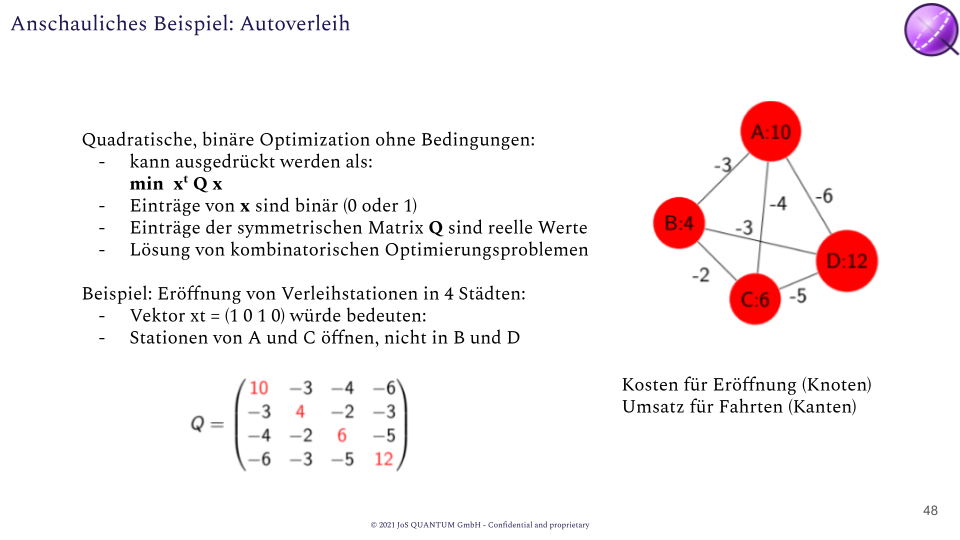 Anschauliches Beispiel: Autoverleih
Quadratische, binäre Optimization ohne Bedingungen:
- kann ausgedrückt werden als:
min xᵗ Q x
- Einträge von x sind binär (0 oder 1)
- Einträge der symmetrischen Matrix Q sind reelle Werte
- Lösung von kombinatorischen Optimierungsproblemen
Beispiel: Eröffnung von Verleihstationen in 4 Städten:
- Vektor xt = (1 0 1 0) würde bedeuten:
- Stationen von A und C öffnen, nicht in B und D
Q =
10 −3 −4 −6
−3 4 −2 −3
−4 −2 6 −5
−6 −3 −5 12
A:10
-3
-6
-4
B:4
-3
D:12
-2
C:6
-5
Kosten für Eröffnung (Knoten)
Umsatz für Fahrten (Kanten)
48
© 2021 JoS QUANTUM GmbH - Confidential and proprietary